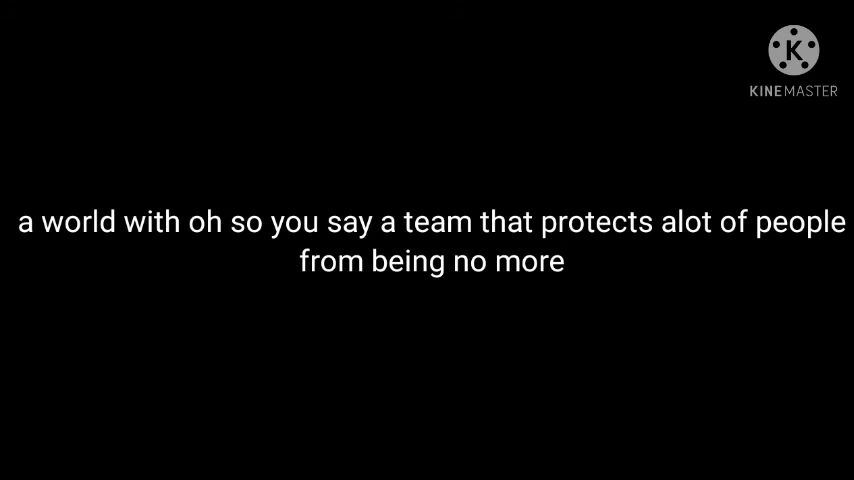 K
KINEMASTER
a world with oh so you say a team that protects alot of people
from being no more